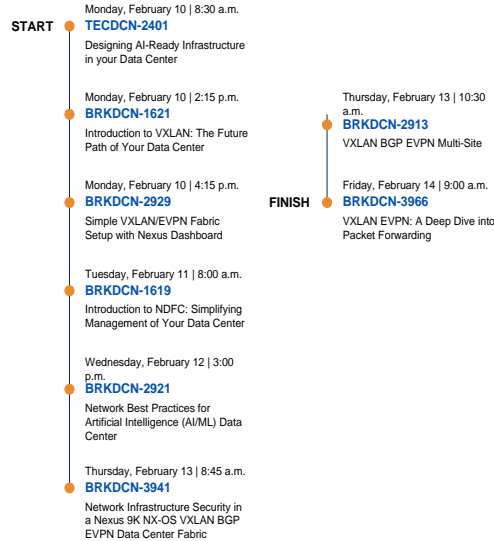 Monday, February 10 | 8:30 a.m.
START
TECDCN-2401
Designing AI-Ready Infrastructure
in your Data Center
Monday, February 10 | 2:15 p.m.
BRKDCN-1621
Introduction to VXLAN: The Future
Path of Your Data Center
Monday, February 10 | 4:15 p.m.
BRKDCN-2929
Simple VXLAN/EVPN Fabric
Setup with Nexus Dashboard
Tuesday, February 11 | 8:00 a.m.
BRKDCN-1619
Introduction to NDFC: Simplifying
Management of Your Data Center
Wednesday, February 12 | 3:00
p.m.
BRKDCN-2921
Network Best Practices for
Artificial Intelligence (AI/ML) Data
Center
Thursday, February 13 | 8:45 a.m.
BRKDCN-3941
Network Infrastructure Security in
a Nexus 9K NX-OS VXLAN BGP
EVPN Data Center Fabric
Thursday, February 13 | 10:30
a.m.
BRKDCN-2913
VXLAN BGP EVPN Multi-Site
Friday, February 14 | 9:00 a.m.
FINISH
BRKDCN-3966
VXLAN EVPN: A Deep Dive into
Packet Forwarding